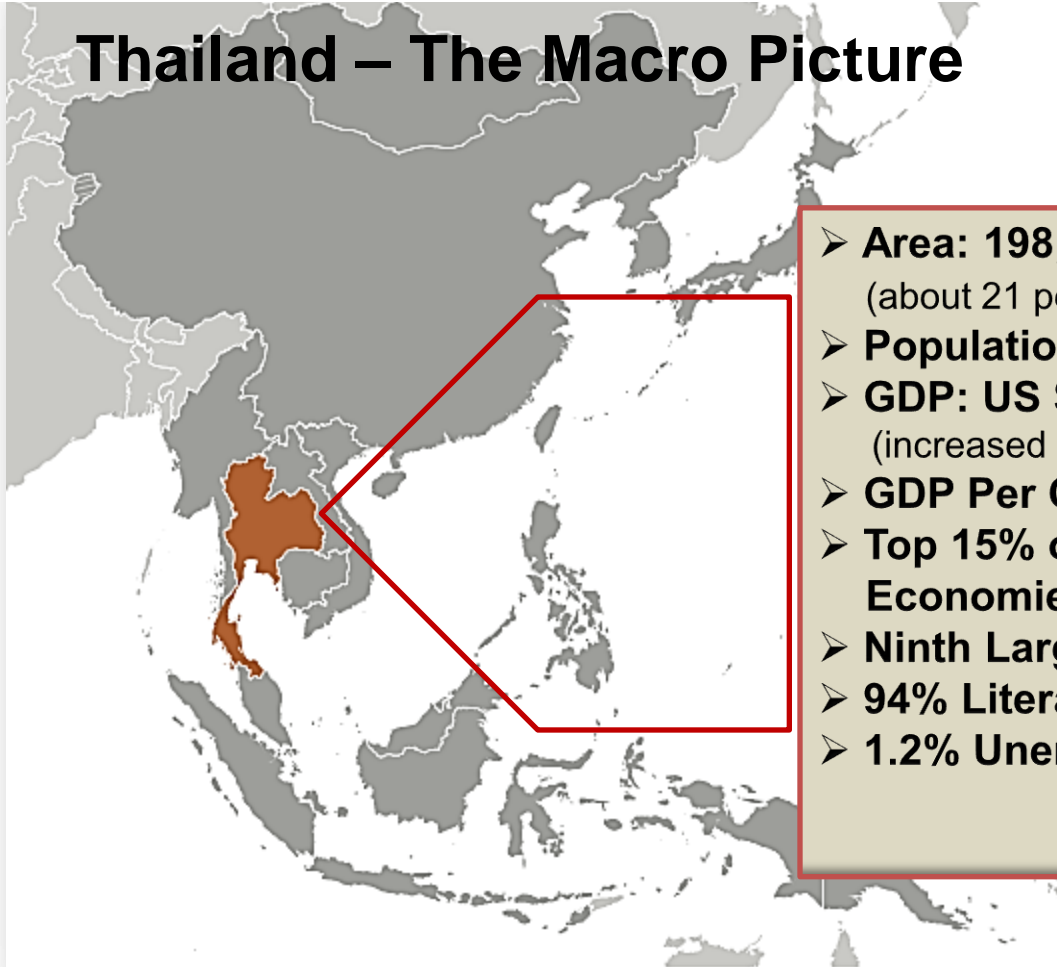 Thailand – The Macro Picture
➢ Area: 198
(about 21 p
➢ Populatio
➢ GDP: US
(increased
➢ GDP Per
➢ Top 15%
Economie
➢ Ninth Larg
➢ 94% Litera
➢ 1.2% Une